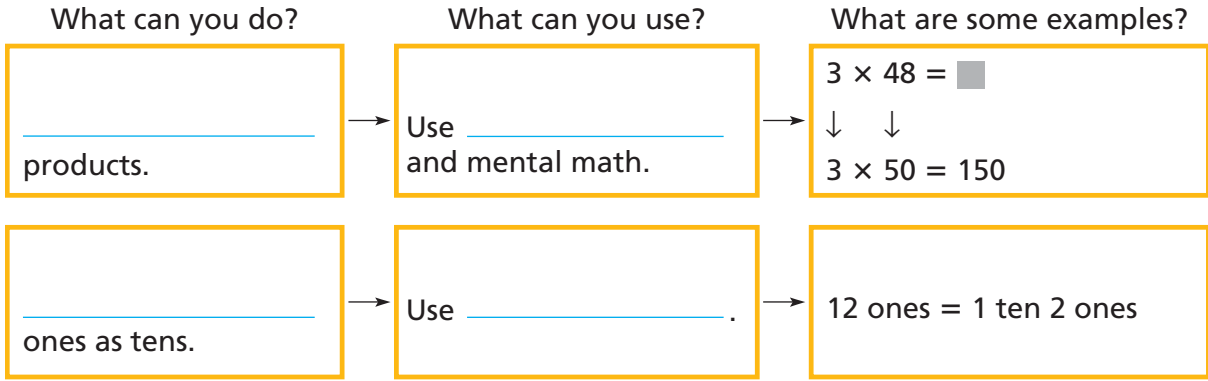 What can you do?
What can you use?
What are some examples?
products.
Use
and mental math.
3 × 48 =
↓ ↓
3 × 50 = 150
ones as tens.
Use .
12 ones = 1 ten 2 ones